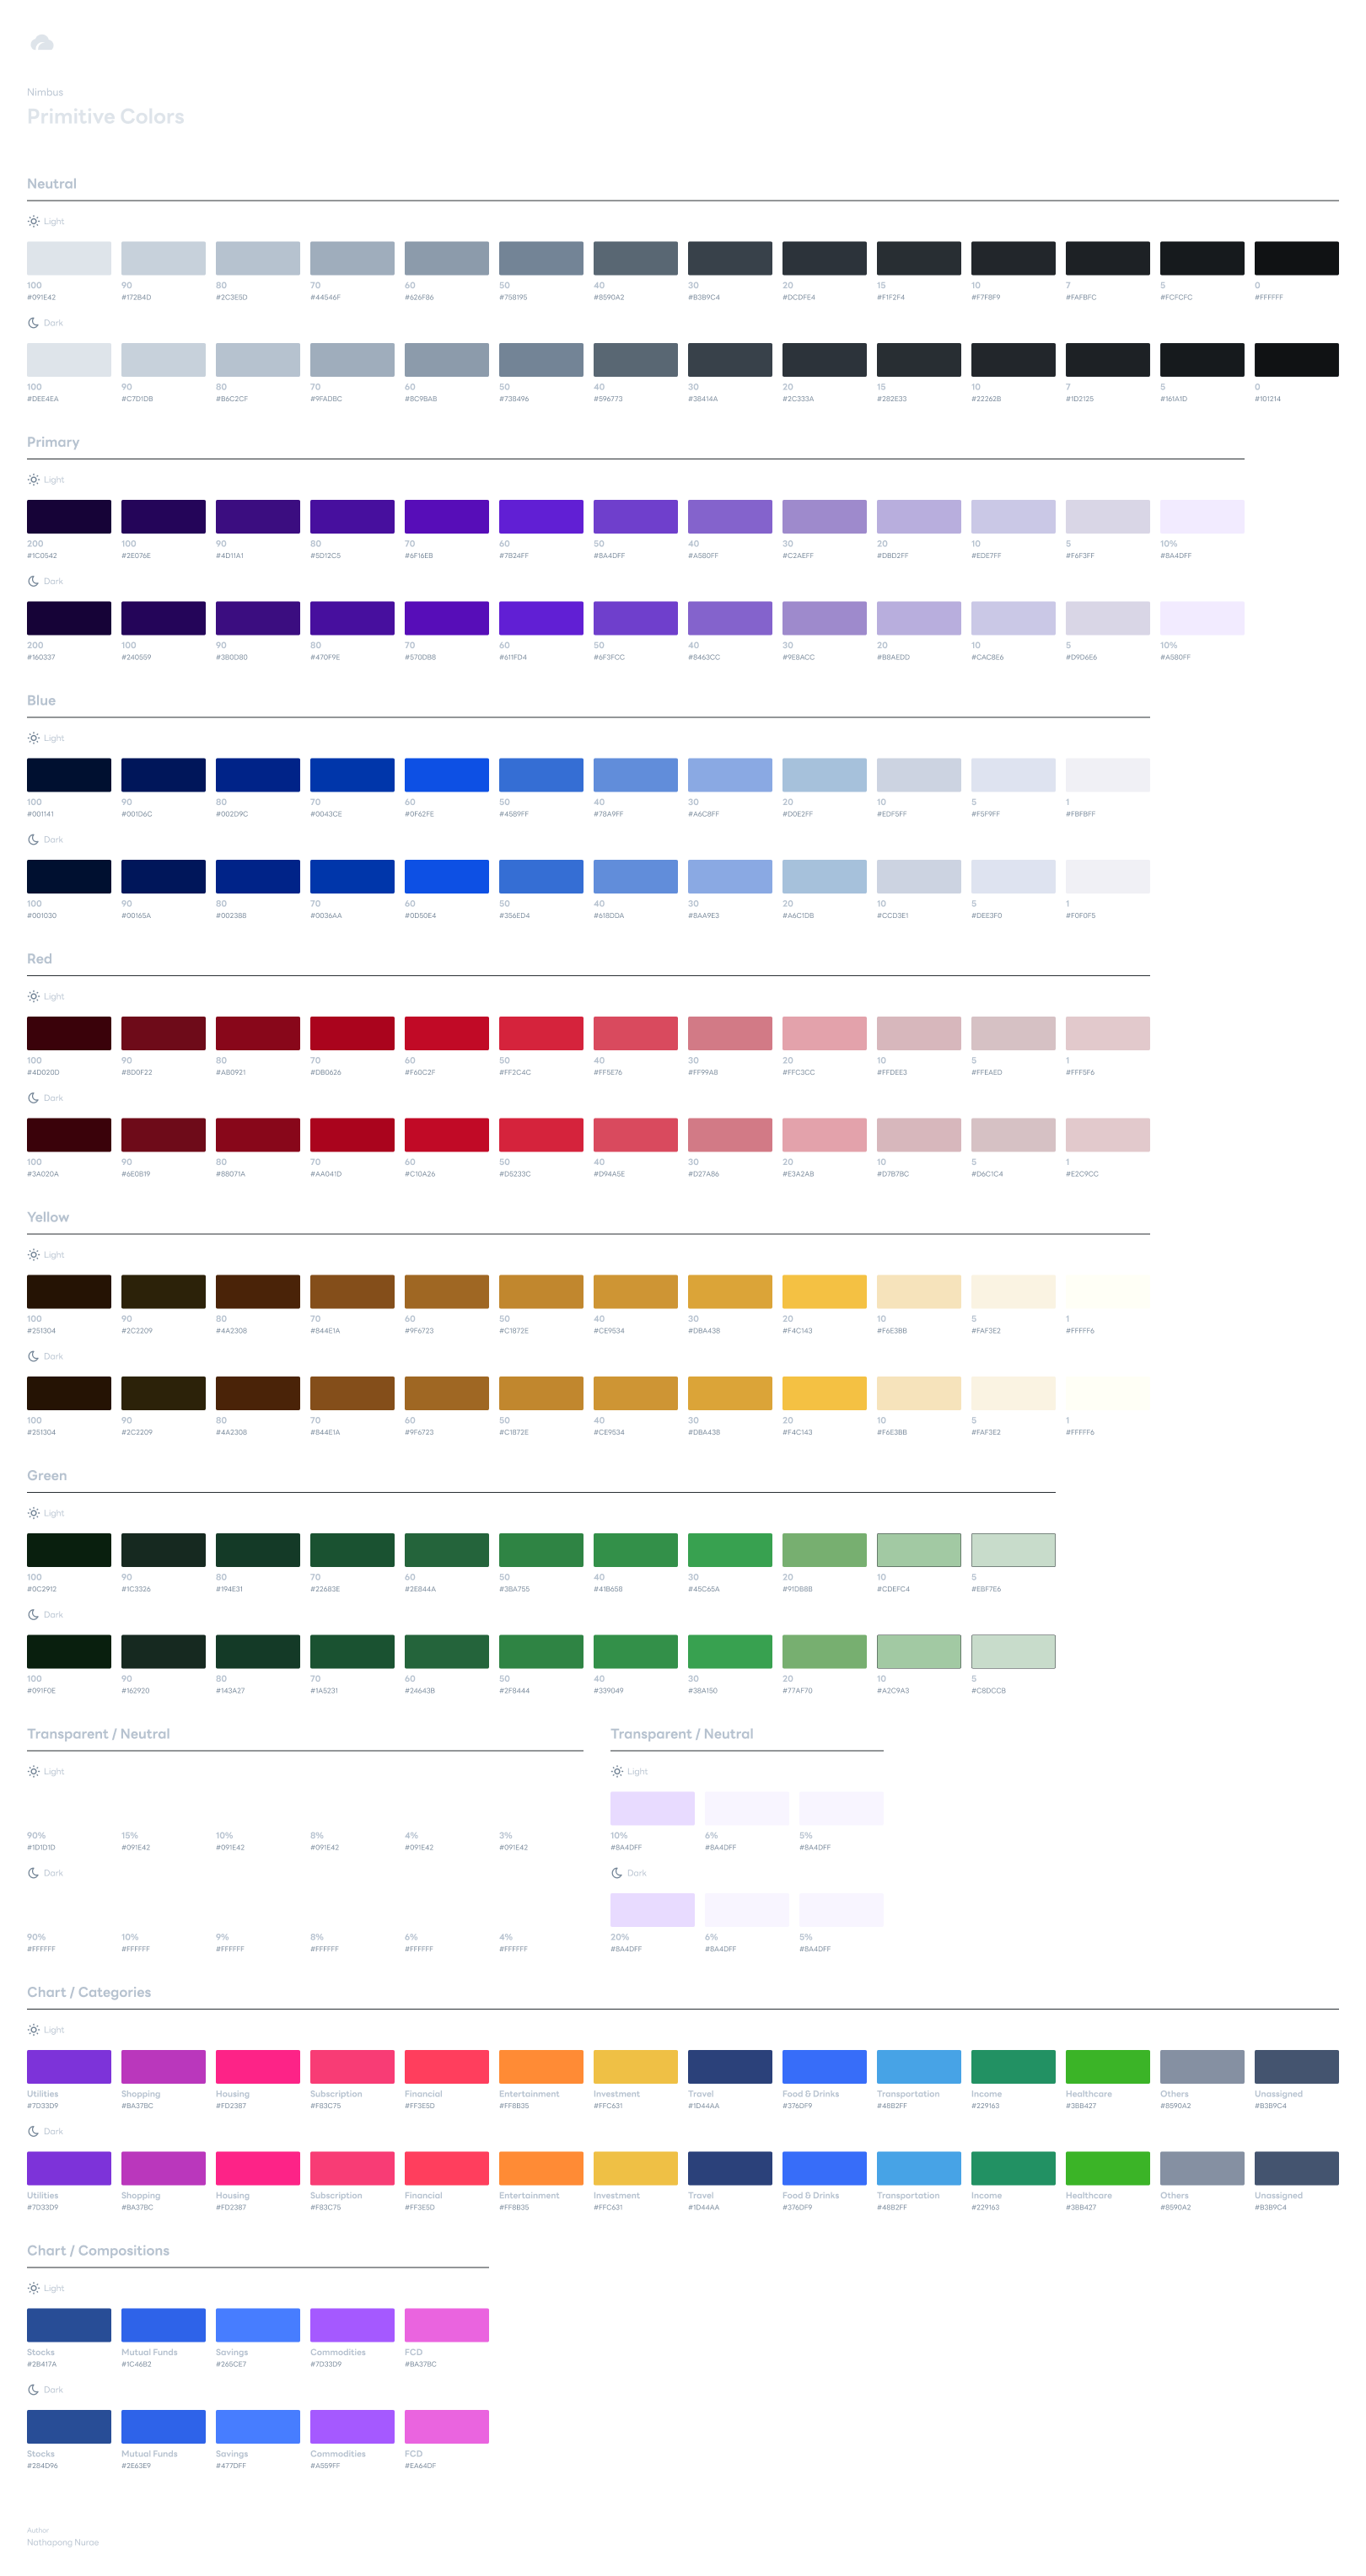 Nimbus
Primitive Colors
Neutral
Light
100 90 80 70 60 50 40 30 20 15 10 7 5 0
#091E42 #172B4D #2C3E5D #44546F #626F86 #758195 #8590A2 #B3B9C4 #DCDFE4 #F1F2F4 #F7F8F9 #FAFBFC #FCFCFC #FFFFFF
Dark
100 90 80 70 60 50 40 30 20 15 10 7 5 0
#DEE4EA #C7D1DB #B6C2CF #9FADBC #8C9BAB #738496 #596773 #38414A #2C333A #282E33 #22262B #1D2125 #161A1D #101214
Primary
Light
200 100 90 80 70 60 50 40 30 20 10 5 10%
#1C0542 #2E076E #4D11A1 #5D12C5 #6F16EB #7B24FF #8A4DFF #A580FF #C2AEFF #DBD2FF #EDE7FF #F6F3FF #8A4DFF
Dark
200 100 90 80 70 60 50 40 30 20 10 5 10%
#160337 #240559 #3B0D80 #470F9E #570DB8 #611FD4 #6F3FCC #8463CC #9E8ACC #B8AEDD #CAC8E6 #D9D6E6 #A580FF
Blue
Light
100 90 80 70 60 50 40 30 20 10 5 1
#001141 #001D6C #002D9C #0043CE #0F62FE #4589FF #78A9FF #A6C8FF #D0E2FF #EDF5FF #F5F9FF #FBFBFF
Dark
100 90 80 70 60 50 40 30 20 10 5 1
#001030 #00165A #002388 #0036AA #0D50E4 #356ED4 #618DDA #8AA9E3 #A6C1DB #CCD3E1 #DEE3F0 #F0F0F5
Red
Light
100 90 80 70 60 50 40 30 20 10 5 1
#4D020D #8D0F22 #AB0921 #DB0626 #F60C2F #FF2C4C #FF5E76 #FF99A8 #FFC3CC #FFDEE3 #FFEAED #FFF5F6
Dark
100 90 80 70 60 50 40 30 20 10 5 1
#3A020A #6E0B19 #88071A #AA041D #C10A26 #D5233C #D94A5E #D27A86 #E3A2AB #D7B7BC #D6C1C4 #E2C9CC
Yellow
Light
100 90 80 70 60 50 40 30 20 10 5 1
#251304 #2C2209 #4A2308 #844E1A #9F6723 #C1872E #CE9534 #DBA438 #F4C143 #F6E3BB #FAF3E2 #FFFFF6
Dark
100 90 80 70 60 50 40 30 20 10 5 1
#251304 #2C2209 #4A2308 #844E1A #9F6723 #C1872E #CE9534 #DBA438 #F4C143 #F6E3BB #FAF3E2 #FFFFF6
Green
Light
100 90 80 70 60 50 40 30 20 10 5
#0C2912 #1C3326 #194E31 #22683E #2E844A #3BA755 #41B658 #45C65A #91DB8B #CDEFC4 #EBF7E6
Dark
100 90 80 70 60 50 40 30 20 10 5
#091F0E #162920 #143A27 #1A5231 #24643B #2F8444 #339049 #38A150 #77AF70 #A2C9A3 #C8DCCB
Transparent / Neutral
Light
90% 15% 10% 8% 4% 3%
#1D1D1D #091E42 #091E42 #091E42 #091E42 #091E42
Dark
90% 10% 9% 8% 6% 4%
#FFFFFF #FFFFFF #FFFFFF #FFFFFF #FFFFFF #FFFFFF
Transparent / Neutral
Light
10% 6% 5%
#8A4DFF #8A4DFF #8A4DFF
Dark
20% 6% 5%
#8A4DFF #8A4DFF #8A4DFF
Chart / Categories
Light
Utilities Shopping Housing Subscription Financial Entertainment Investment Travel Food & Drinks Transportation Income Healthcare Others Unassigned
#7D33D9 #BA37BC #FD2387 #F83C75 #FF3E5D #FF8B35 #FFC631 #1D44AA #376DF9 #48B2FF #229163 #3BB427 #8590A2 #B3B9C4
Dark
Utilities Shopping Housing Subscription Financial Entertainment Investment Travel Food & Drinks Transportation Income Healthcare Others Unassigned
#7D33D9 #BA37BC #FD2387 #F83C75 #FF3E5D #FF8B35 #FFC631 #1D44AA #376DF9 #48B2FF #229163 #3BB427 #8590A2 #B3B9C4
Chart / Compositions
Light
Stocks Mutual Funds Savings Commodities FCD
#2B417A #1C46B2 #265CE7 #7D33D9 #BA37BC
Dark
Stocks Mutual Funds Savings Commodities FCD
#284D96 #2E63E9 #477DFF #A559FF #EA64DF
Author
Nathapong Nurae